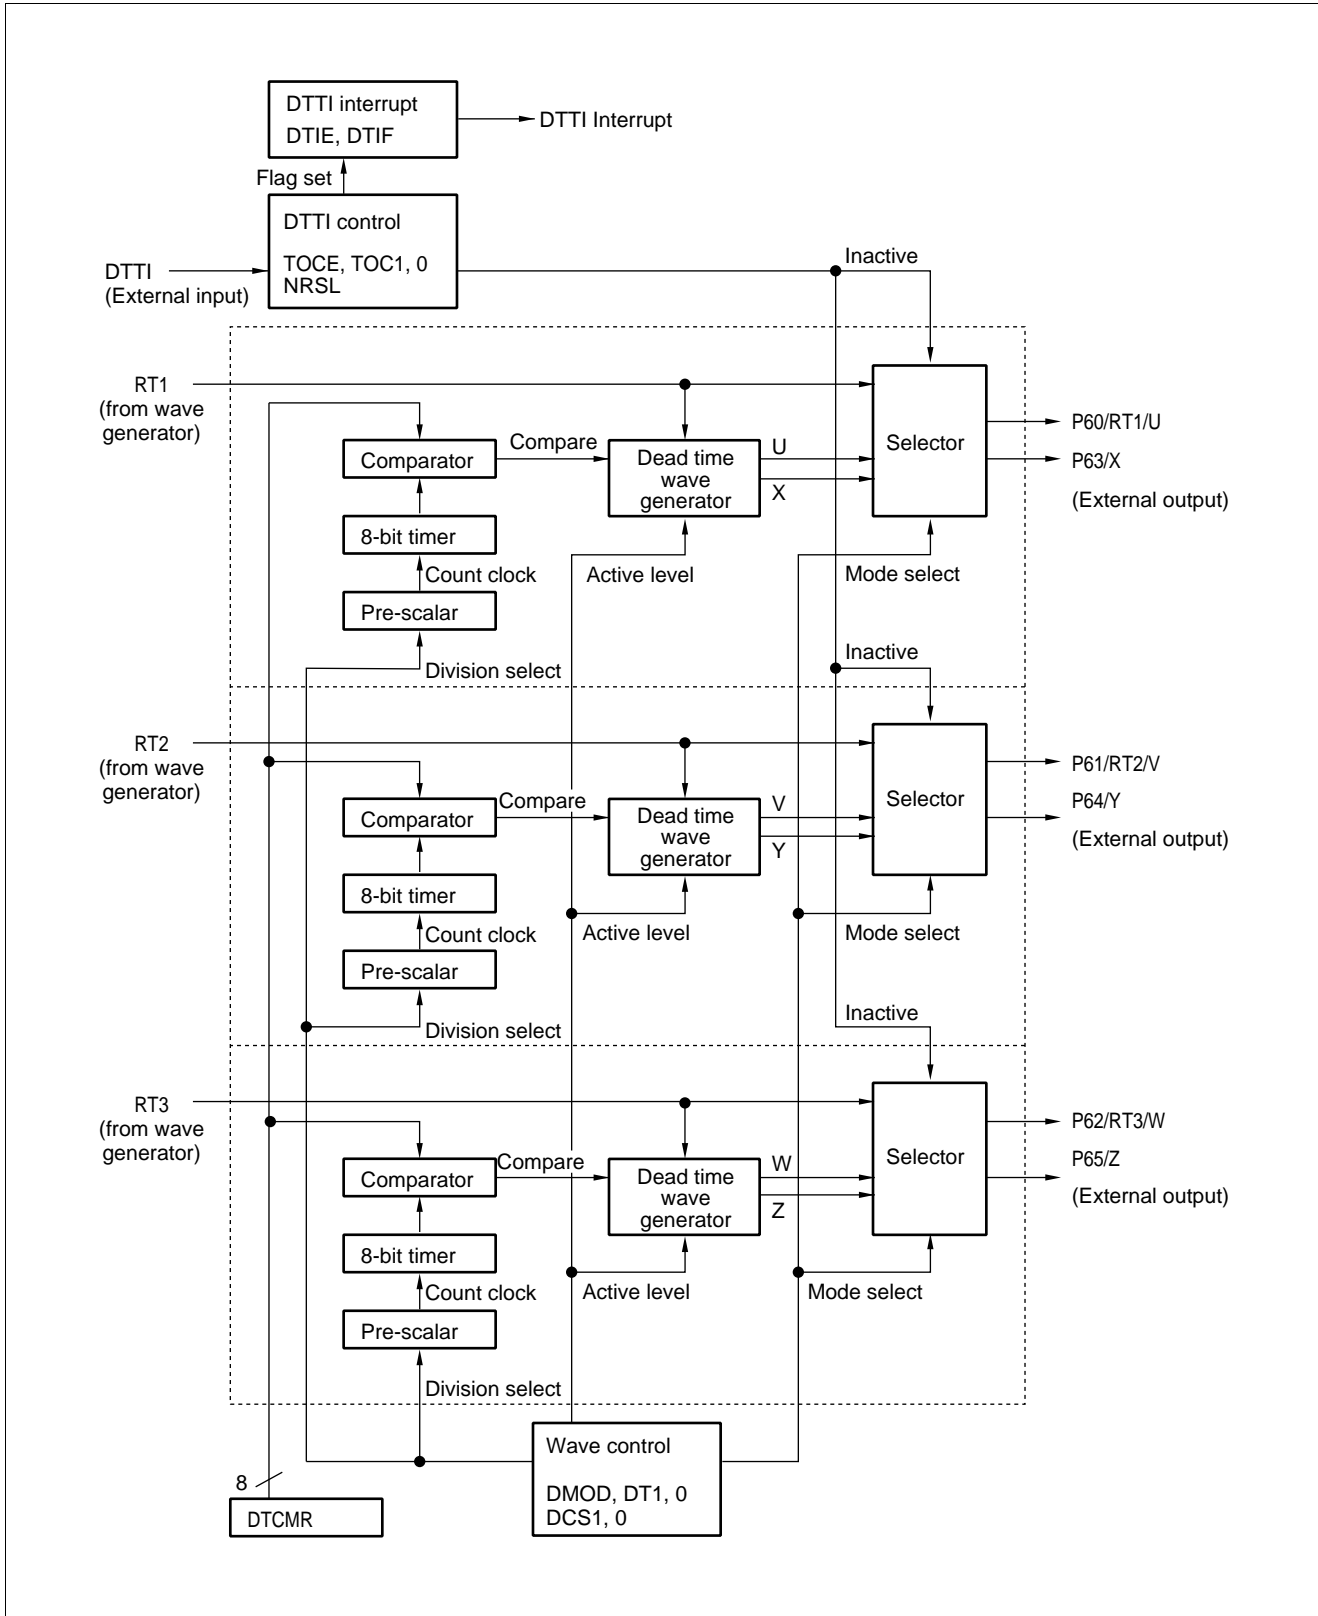 DTTI interrupt
DTIE, DTIF
DTTI Interrupt
Flag set
DTTI control
TOCE, TOC1, 0
NRSL
DTTI
(External input)
Inactive
RT1
(from wave
generator)
Comparator
Compare
Dead time
wave
generator
U
X
Selector
P60/RT1/U
P63/X
(External output)
8-bit timer
Count clock
Active level
Mode select
Pre-scalar
Division select
Inactive
RT2
(from wave
generator)
Comparator
Compare
Dead time
wave
generator
V
Y
Selector
P61/RT2/V
P64/Y
(External output)
8-bit timer
Count clock
Active level
Mode select
Pre-scalar
Division select
Inactive
RT3
(from wave
generator)
Comparator
Compare
Dead time
wave
generator
W
Z
Selector
P62/RT3/W
P65/Z
(External output)
8-bit timer
Count clock
Active level
Mode select
Pre-scalar
Division select
Wave control
DMOD, DT1, 0
DCS1, 0
8
DTCMR